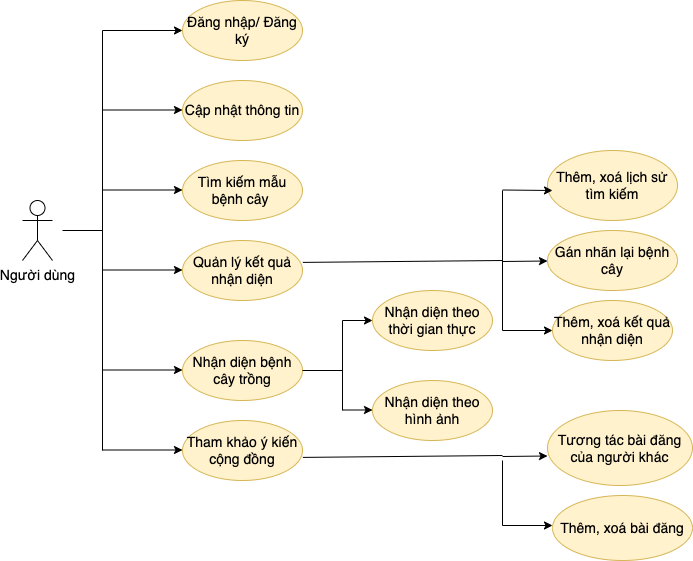 Đăng nhập/ Đăng
ký
Cập nhật thông tin
Tìm kiếm mẫu
bệnh cây
Thêm, xoá lịch sử
tìm kiếm
Người dùng
Quản lý kết quả
nhận diện
Gán nhãn lại bệnh
cây
Thêm, xoá kết quả
nhận diện
Nhận diện theo
thời gian thực
Nhận diện bệnh
cây trồng
Nhận diện theo
hình ảnh
Tham khảo ý kiến
cộng đồng
Tương tác bài đăng
của người khác
Thêm, xoá bài đăng